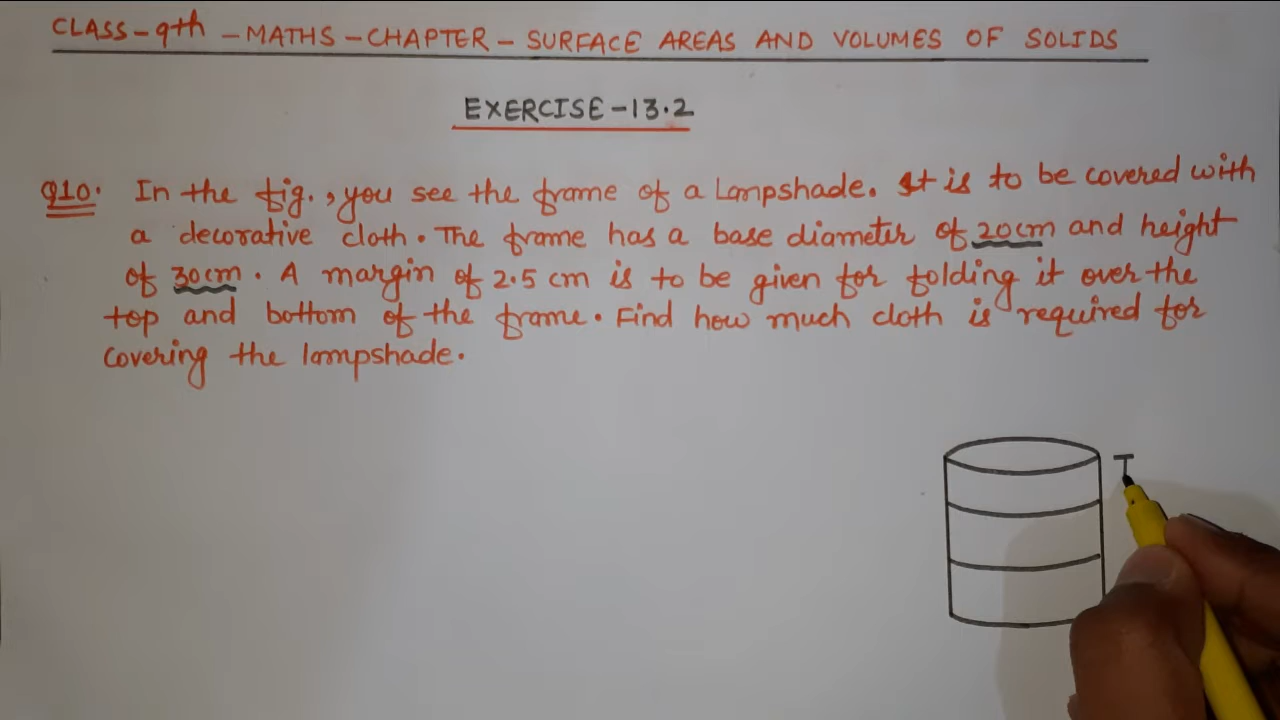 CLASS-9th - MATHS - CHAPTER - SURFACE AREAS AND VOLUMES OF SOLIDS
EXERCISE-13.2
Q10. In the fig., you see the frame of a Lampshade. It is to be covered with
a decorative cloth. The frame has a base diameter of 20cm and height
of 30cm. A margin of 2.5 cm is to be given for folding it over the
top and bottom of the frame. Find how much cloth is required for
covering the lampshade.